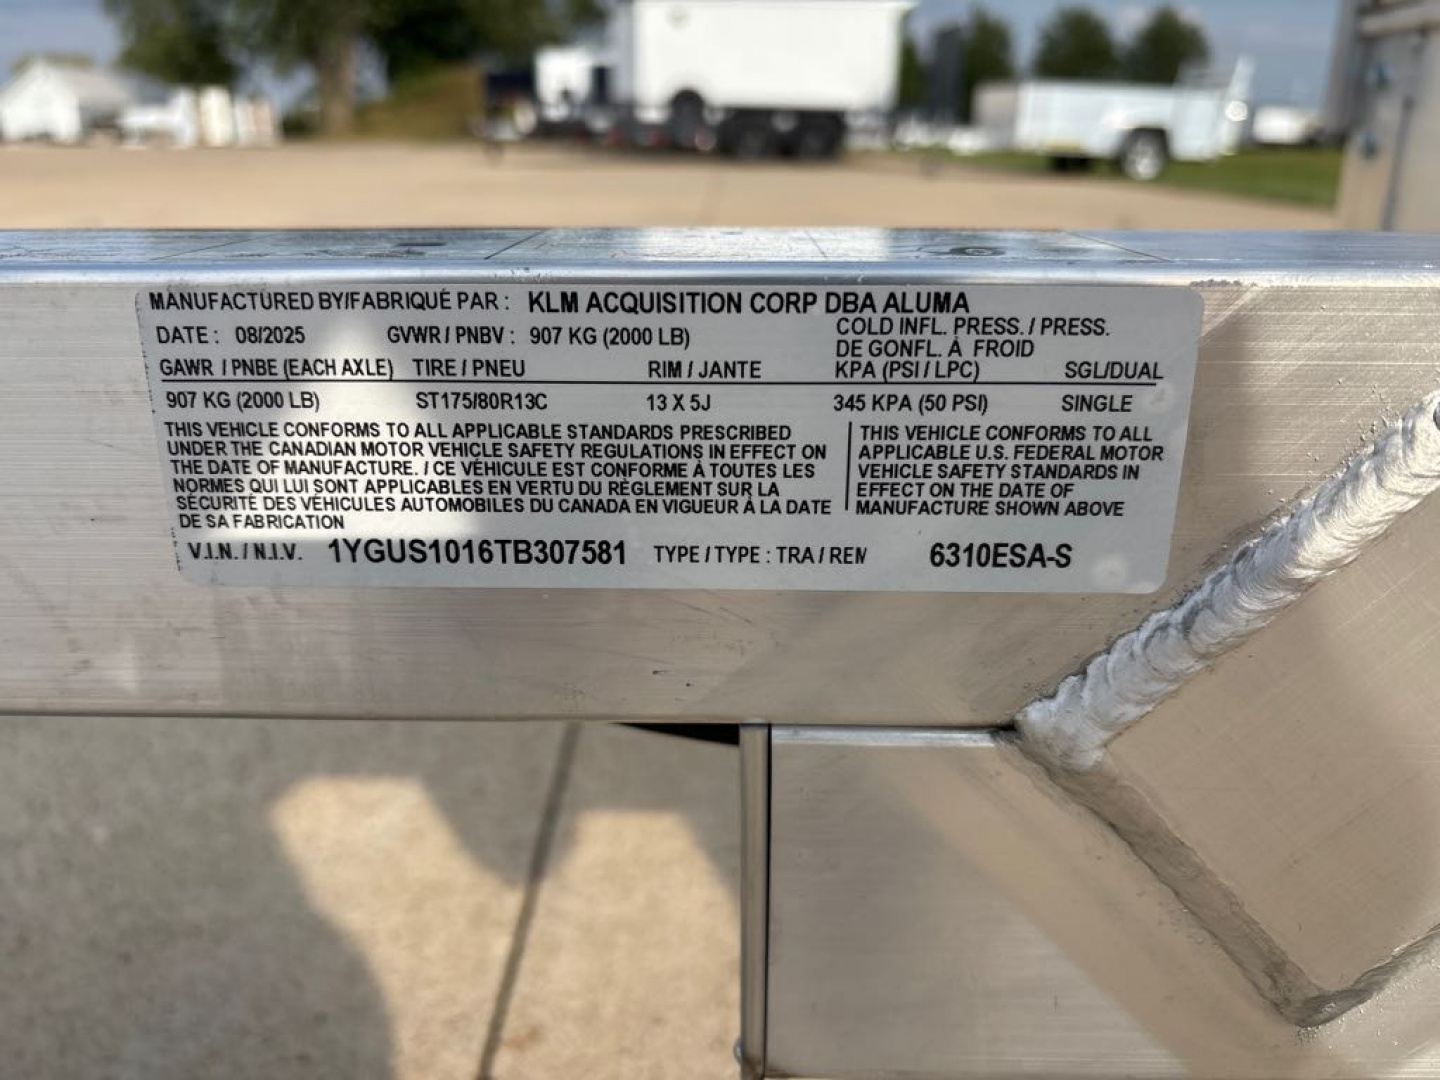 MANUFACTURED BY/FABRIQUÉ PAR : KLM ACQUISITION CORP DBA ALUMA
DATE : 08/2025 GVWR / PNBV : 907 KG (2000 LB)
COLD INFL. PRESS. / PRESS.
DE GONFL. À FROID
GAWR / PNBE (EACH AXLE) TIRE / PNEU RIM / JANTE KPA (PSI / LPC) SGL/DUAL
907 KG (2000 LB) ST175/80R13C 13 X 5J 345 KPA (50 PSI) SINGLE
THIS VEHICLE CONFORMS TO ALL APPLICABLE STANDARDS PRESCRIBED
UNDER THE CANADIAN MOTOR VEHICLE SAFETY REGULATIONS IN EFFECT ON
THE DATE OF MANUFACTURE. / CE VÉHICULE EST CONFORME À TOUTES LES
NORMES QUI LUI SONT APPLICABLES EN VERTU DU RÈGLEMENT SUR LA
SÉCURITÉ DES VÉHICULES AUTOMOBILES DU CANADA EN VIGUEUR À LA DATE
DE SA FABRICATION
THIS VEHICLE CONFORMS TO ALL
APPLICABLE U.S. FEDERAL MOTOR
VEHICLE SAFETY STANDARDS IN
EFFECT ON THE DATE OF
MANUFACTURE SHOWN ABOVE
V.I.N. / N.I.V. 1YGUS1016TB307581 TYPE / TYPE : TRA / REM 6310ESA-S